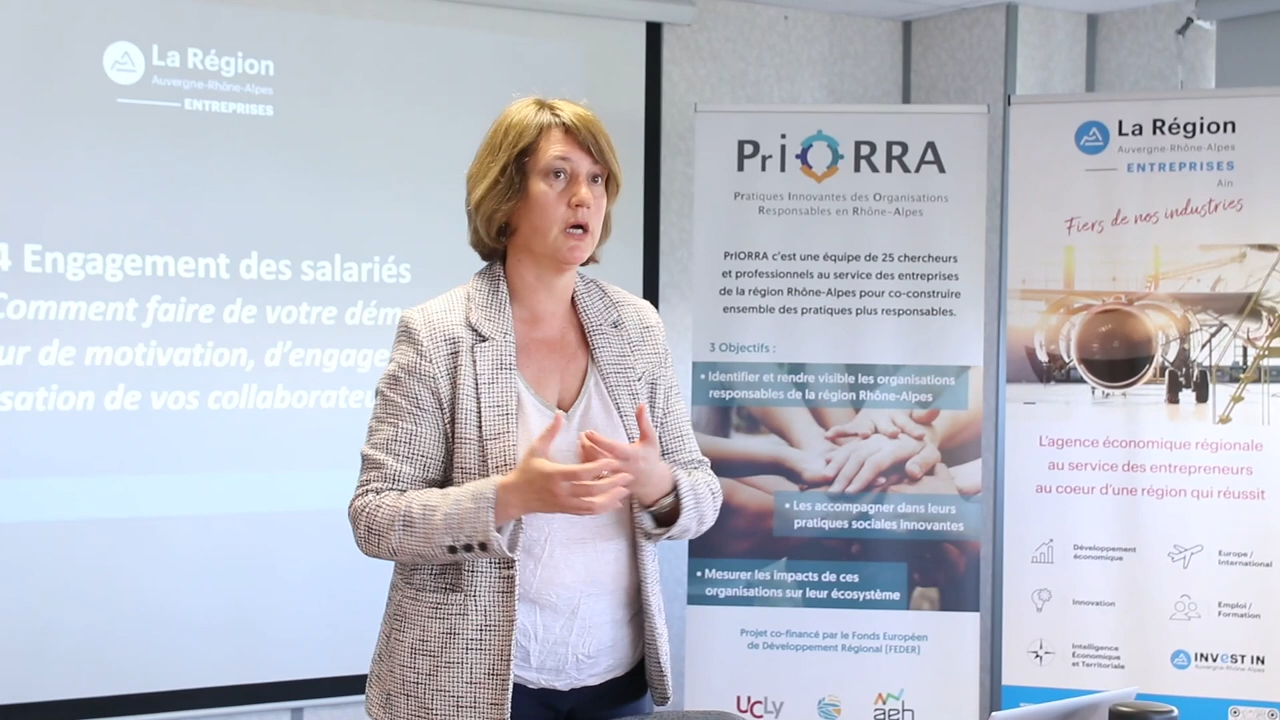 La Région
Auvergne-Rhône-Alpes
ENTREPRISES
4 Engagement des salariés
Comment faire de votre
de motivation,
de vos
PriORRA
Pratiques Innovantes des Organisations
Responsables en Rhône-Alpes
PrIORRA c'est une équipe de 25 chercheurs
et professionnels au service des entreprises
de la région Rhône-Alpes pour co-construire
ensemble des pratiques plus responsables.
3 Objectifs :
• Identifier et rendre visible les organisations
responsables de la région Rhône-Alpes
• Les accompagner dans leurs
pratiques sociales innovantes
• Mesurer les impacts de ces
organisations sur leur écosystème
Projet co-financé par le Fonds Européen
de Développement Régional (FEDER)
UCLy
aeh
La Région
Auvergne-Rhône-Alpes
ENTREPRISES
Ain
Fiers de nos industries
L'agence économique régionale
au service des entrepreneurs
au coeur d'une région qui réussit
Développement
économique
Europe /
International
Innovation
Emploi /
Formation
Intelligence
Économique
et Territoriale
INVEST IN
Auvergne-Rhône-Alpes